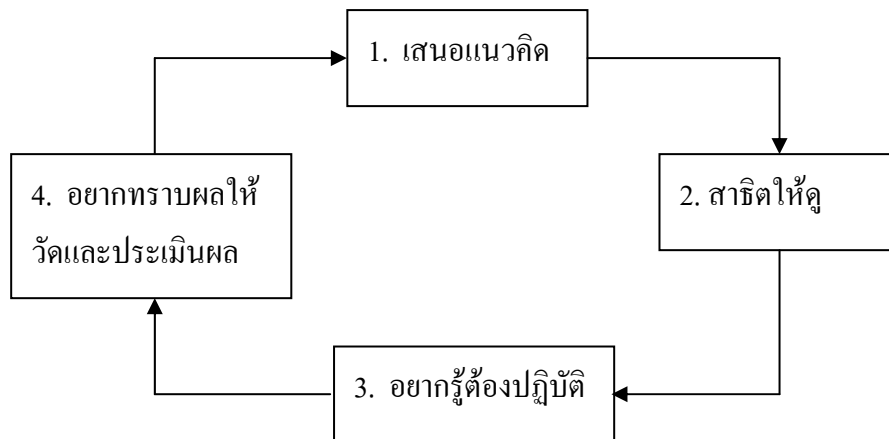 1. เสนอแนวคิด
2. สาธิตให้ดู
3. อยากรู้ต้องปฏิบัติ
4. อยากทราบผลให้
วัดและประเมินผล